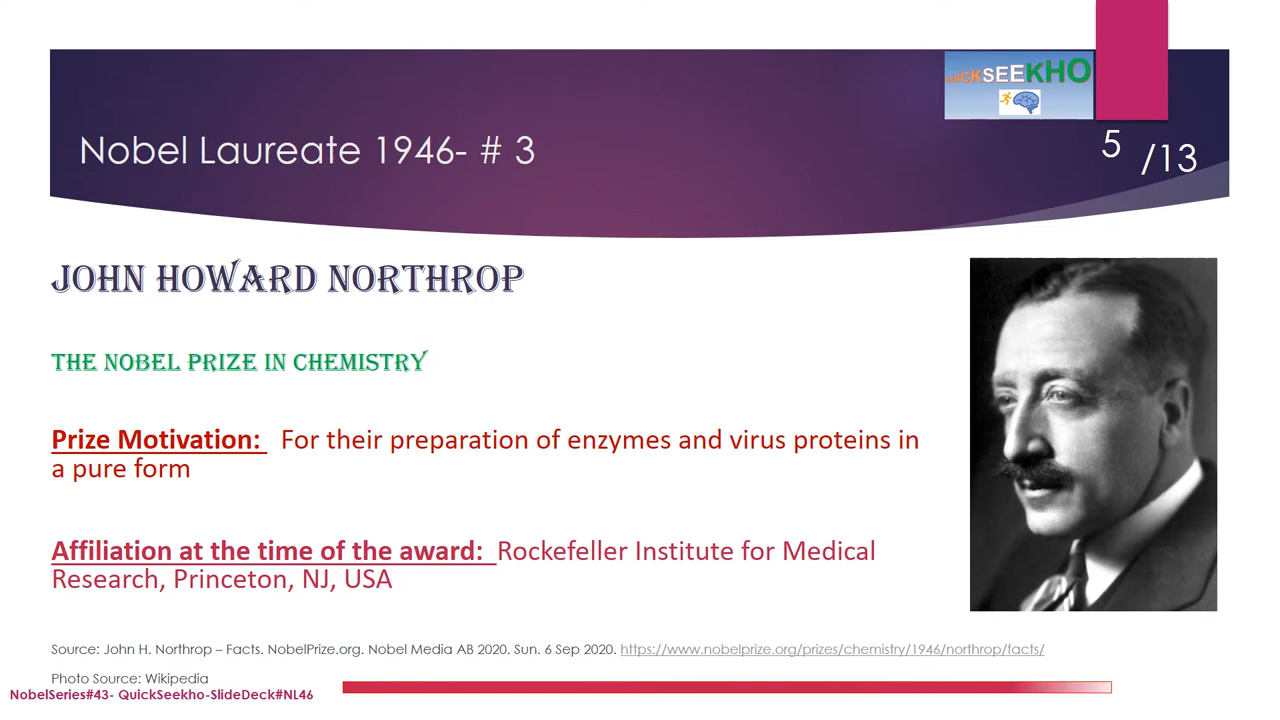 QUICKSEEKHO
Nobel Laureate 1946- # 3
5 /13
JOHN HOWARD NORTHROP
THE NOBEL PRIZE IN CHEMISTRY
Prize Motivation: For their preparation of enzymes and virus proteins in
a pure form
Affiliation at the time of the award: Rockefeller Institute for Medical
Research, Princeton, NJ, USA
Source: John H. Northrop – Facts. NobelPrize.org. Nobel Media AB 2020. Sun. 6 Sep 2020. https://www.nobelprize.org/prizes/chemistry/1946/northrop/facts/
Photo Source: Wikipedia
NobelSeries#43- QuickSeekho-SlideDeck#NL46